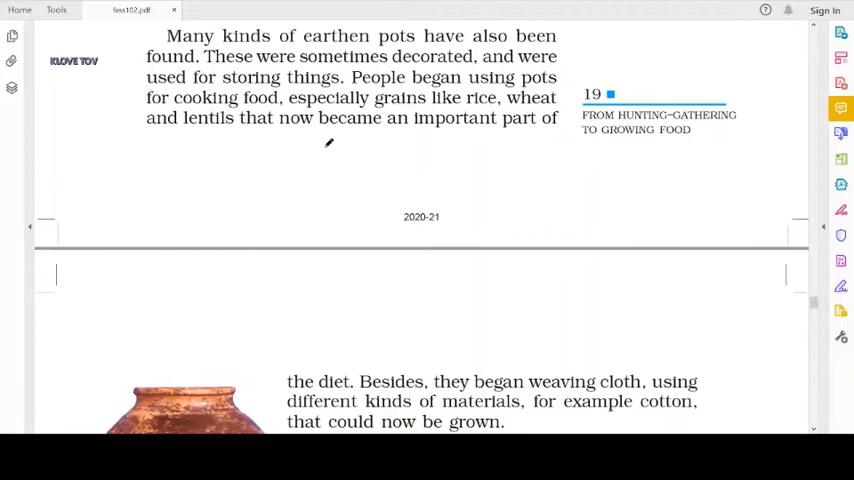 Home
Tools
fess102.pdf
×
?
Sign In
KLOVE TOV
Many kinds of earthen pots have also been
found. These were sometimes decorated, and were
used for storing things. People began using pots
for cooking food, especially grains like rice, wheat
and lentils that now became an important part of
19
FROM HUNTING–GATHERING
TO GROWING FOOD
2020-21
the diet. Besides, they began weaving cloth, using
different kinds of materials, for example cotton,
that could now be grown.